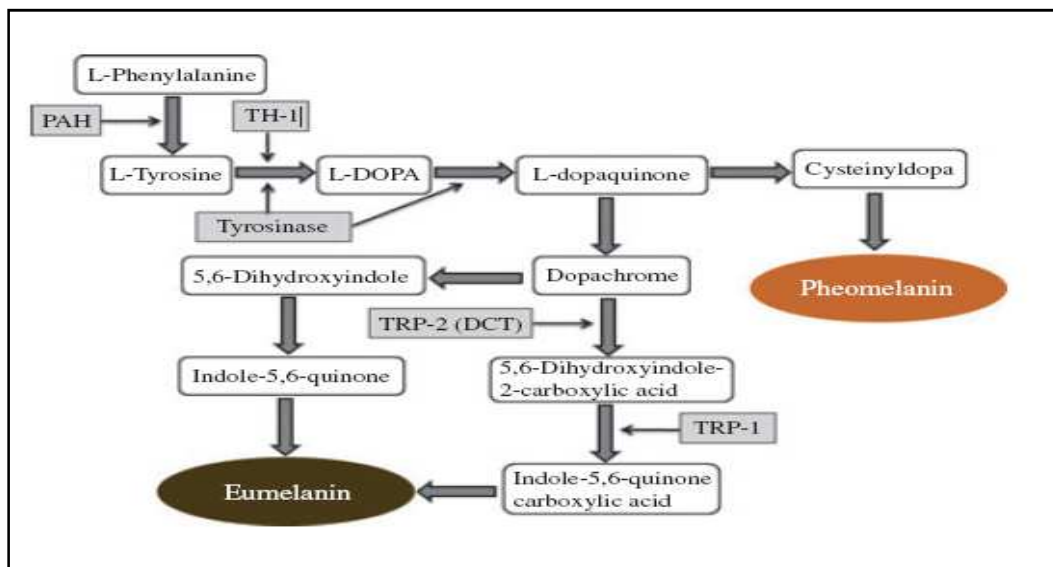 L-Phenylalanine
PAH
TH-1
L-Tyrosine
L-DOPA
L-dopaquinone
Cysteinyldopa
Tyrosinase
5,6-Dihydroxyindole
Dopachrome
Pheomelanin
TRP-2 (DCT)
Indole-5,6-quinone
5,6-Dihydroxyindole-
2-carboxylic acid
TRP-1
Eumelanin
Indole-5,6-quinone
carboxylic acid